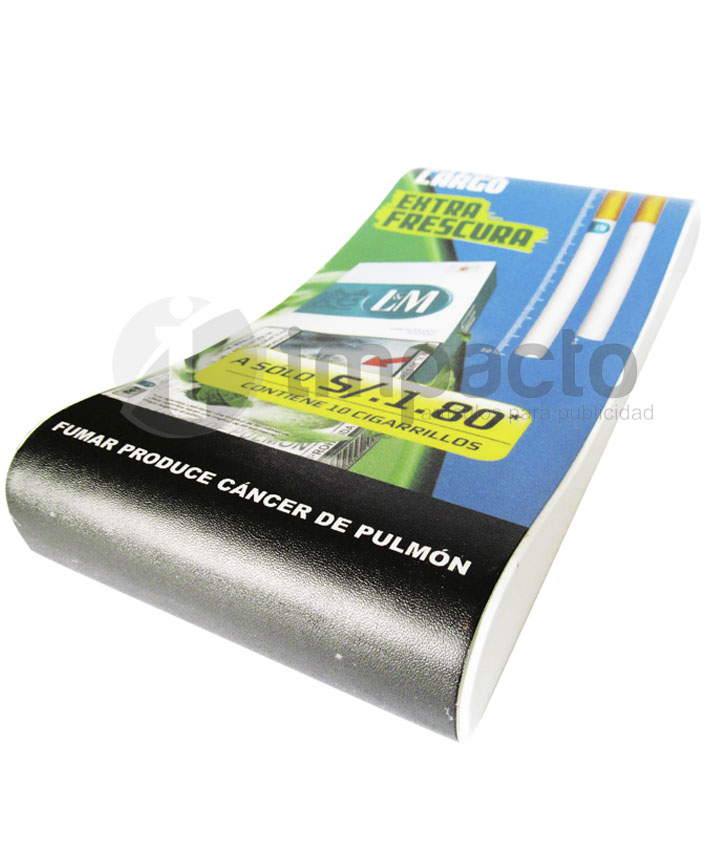 LARGO
EXTRA
FRESCURA
L&M
A SOLO S/.1.80
CONTIENE 10 CIGARRILLOS
FUMAR PRODUCE CÁNCER DE PULMÓN
impacto
para publicidad